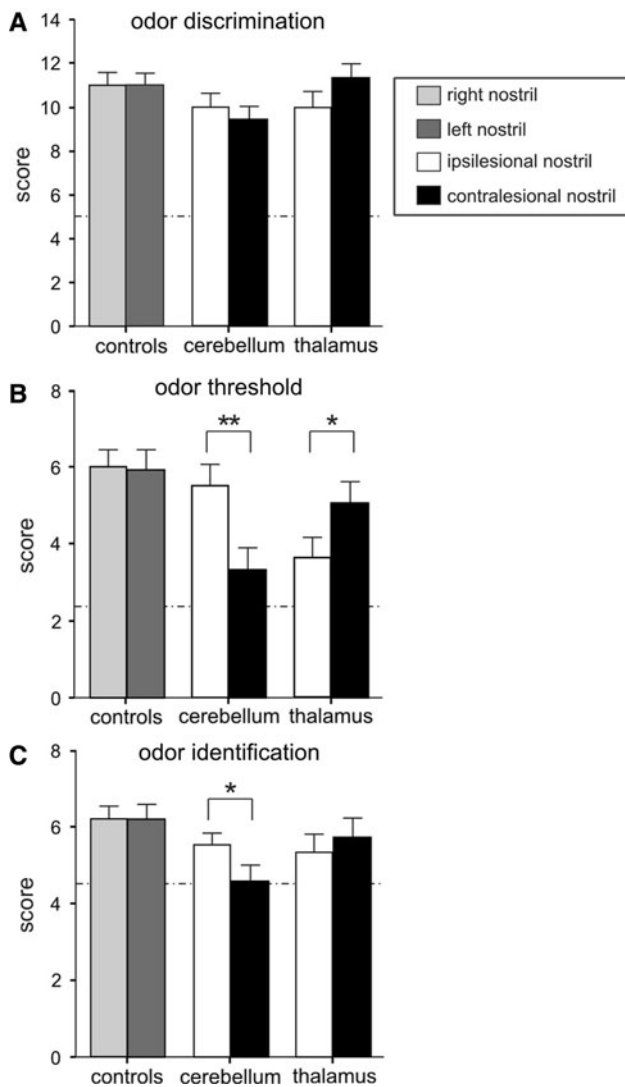 A
odor discrimination
14
12
10
8
6
4
2
0
score
controls cerebellum thalamus
right nostril
left nostril
ipsilesional nostril
contralesional nostril
B
odor threshold
8
6
4
2
0
score
** *
controls cerebellum thalamus
C
odor identification
8
6
4
2
0
score
*
controls cerebellum thalamus